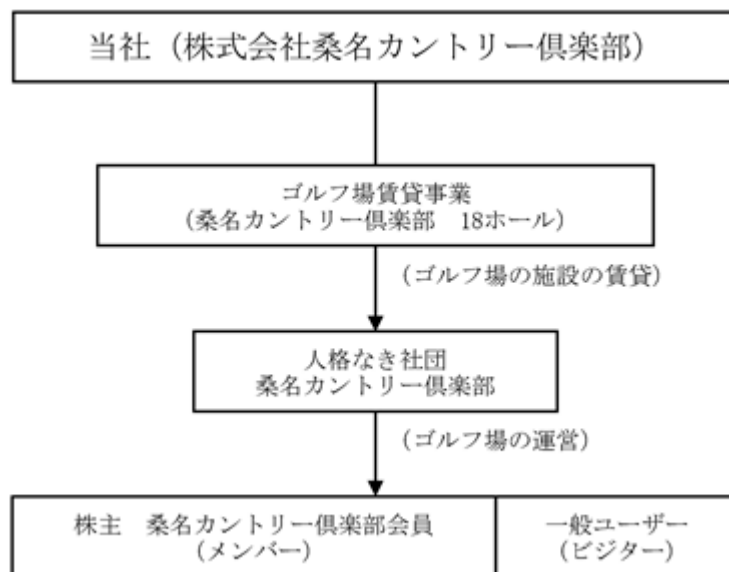 当社（株式会社桑名カントリー倶楽部）
ゴルフ場賃貸事業
（桑名カントリー倶楽部　18ホール）
（ゴルフ場の施設の賃貸）
人格なき社団
桑名カントリー倶楽部
（ゴルフ場の運営）
株主　桑名カントリー倶楽部会員
（メンバー）
一般ユーザー
（ビジター）